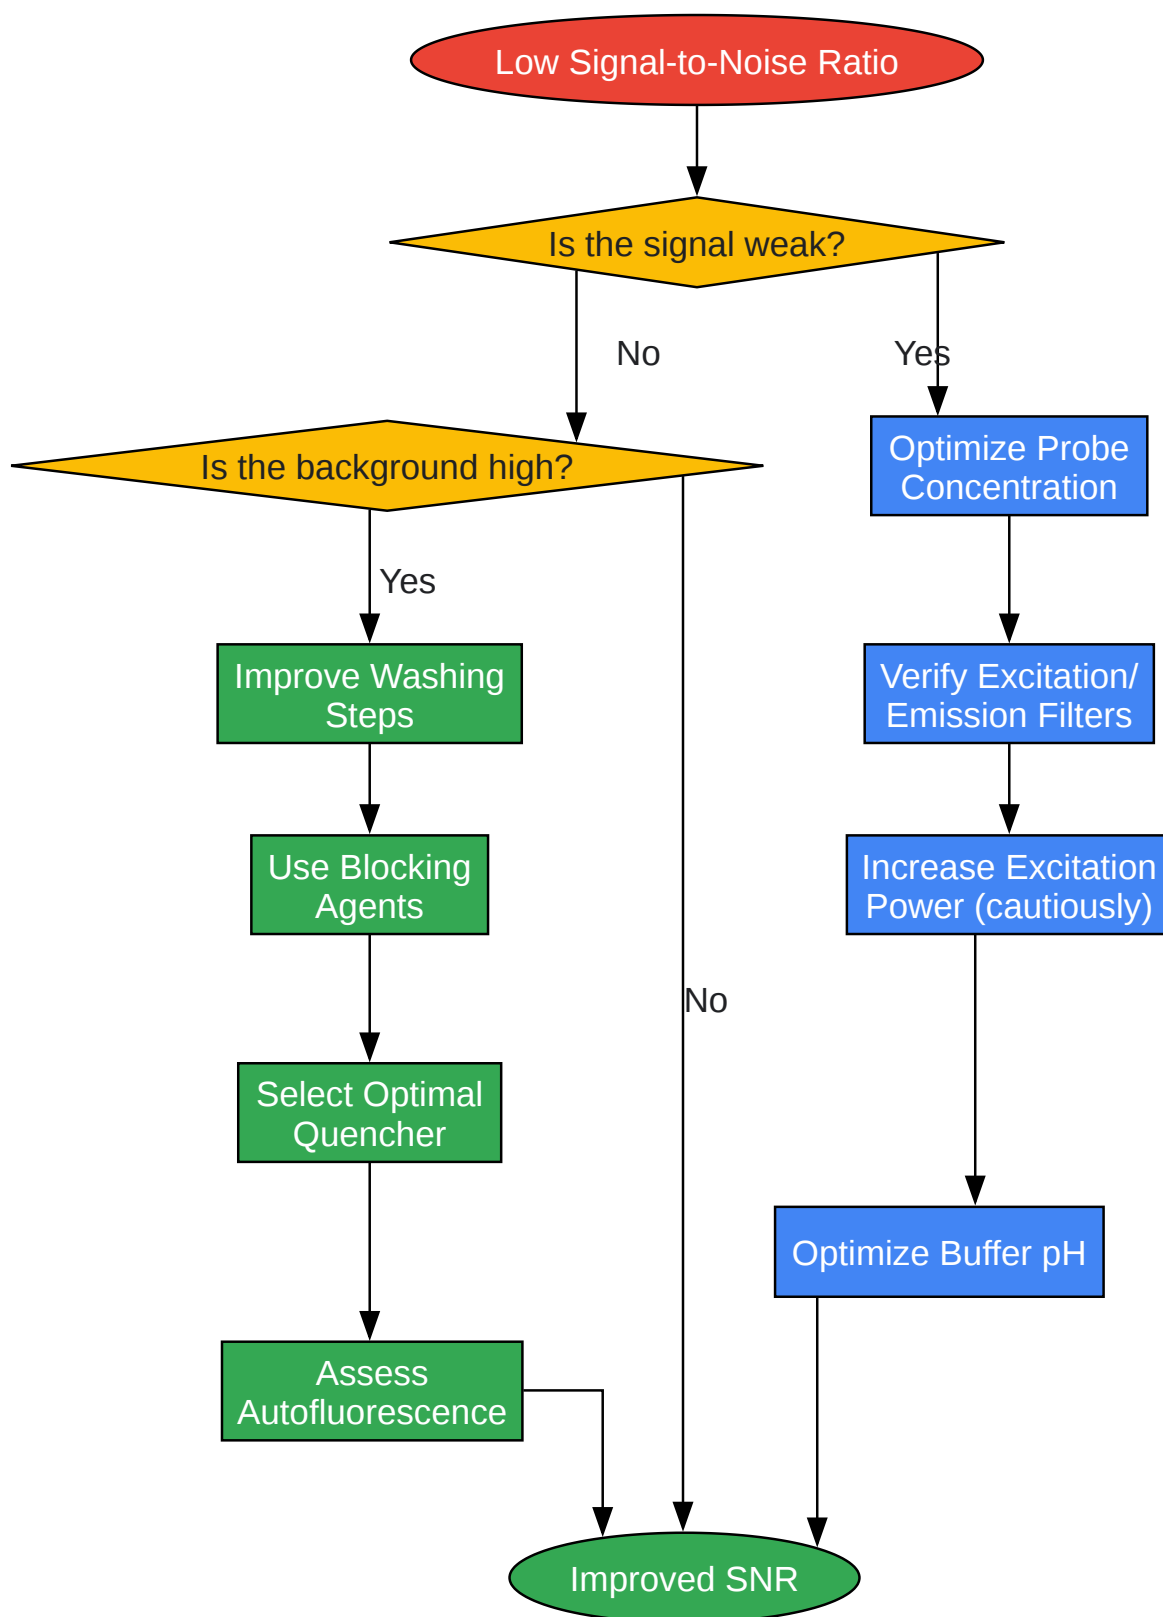 Low Signal-to-Noise Ratio
Is the signal weak?
No
Yes
Is the background high?
Optimize Probe
Concentration
Yes
Improve Washing
Steps
Verify Excitation/
Emission Filters
Use Blocking
Agents
Increase Excitation
Power (cautiously)
No
Select Optimal
Quencher
Optimize Buffer pH
Assess
Autofluorescence
Improved SNR